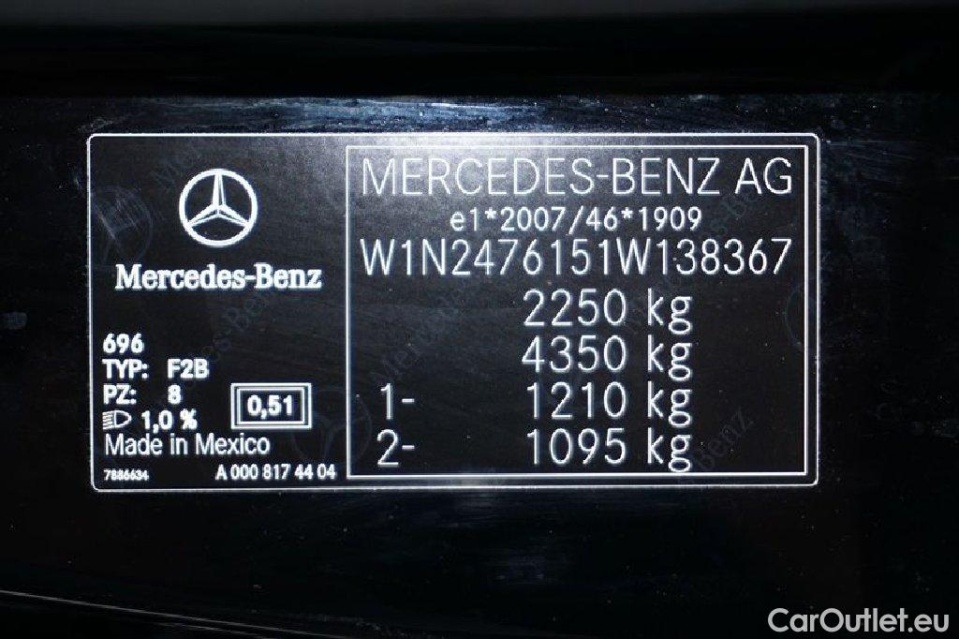 Mercedes-Benz
696
TYP: F2B
PZ: 8
1,0 %
0,51
Made in Mexico
7886634
A 000 817 44 04
MERCEDES-BENZ AG
e1*2007/46*1909
W1N2476151W138367
2250 kg
4350 kg
1- 1210 kg
2- 1095 kg
CarOutlet.eu